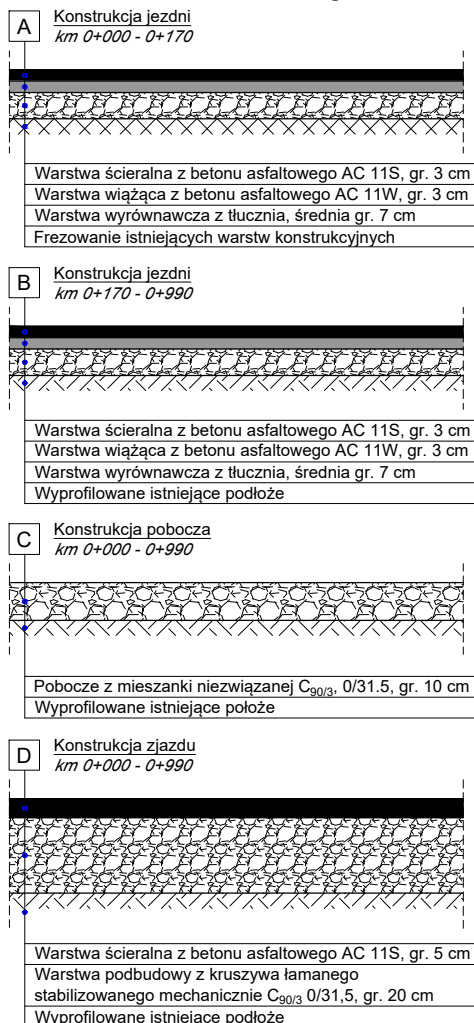 A
Konstrukcja jezdni
km 0+000 - 0+170
Warstwa ścieralna z betonu asfaltowego AC 11S, gr. 3 cm
Warstwa wiążąca z betonu asfaltowego AC 11W, gr. 3 cm
Warstwa wyrównawcza z tłucznia, średnia gr. 7 cm
Frezowanie istniejących warstw konstrukcyjnych
B
Konstrukcja jezdni
km 0+170 - 0+990
Warstwa ścieralna z betonu asfaltowego AC 11S, gr. 3 cm
Warstwa wiążąca z betonu asfaltowego AC 11W, gr. 3 cm
Warstwa wyrównawcza z tłucznia, średnia gr. 7 cm
Wyprofilowane istniejące podłoże
C
Konstrukcja pobocza
km 0+000 - 0+990
Pobocze z mieszanki niezwiązanej C90/3, 0/31.5, gr. 10 cm
Wyprofilowane istniejące położe
D
Konstrukcja zjazdu
km 0+000 - 0+990
Warstwa ścieralna z betonu asfaltowego AC 11S, gr. 5 cm
Warstwa podbudowy z kruszywa łamanego
stabilizowanego mechanicznie C90/3 0/31,5, gr. 20 cm
Wyprofilowane istniejące podłoże